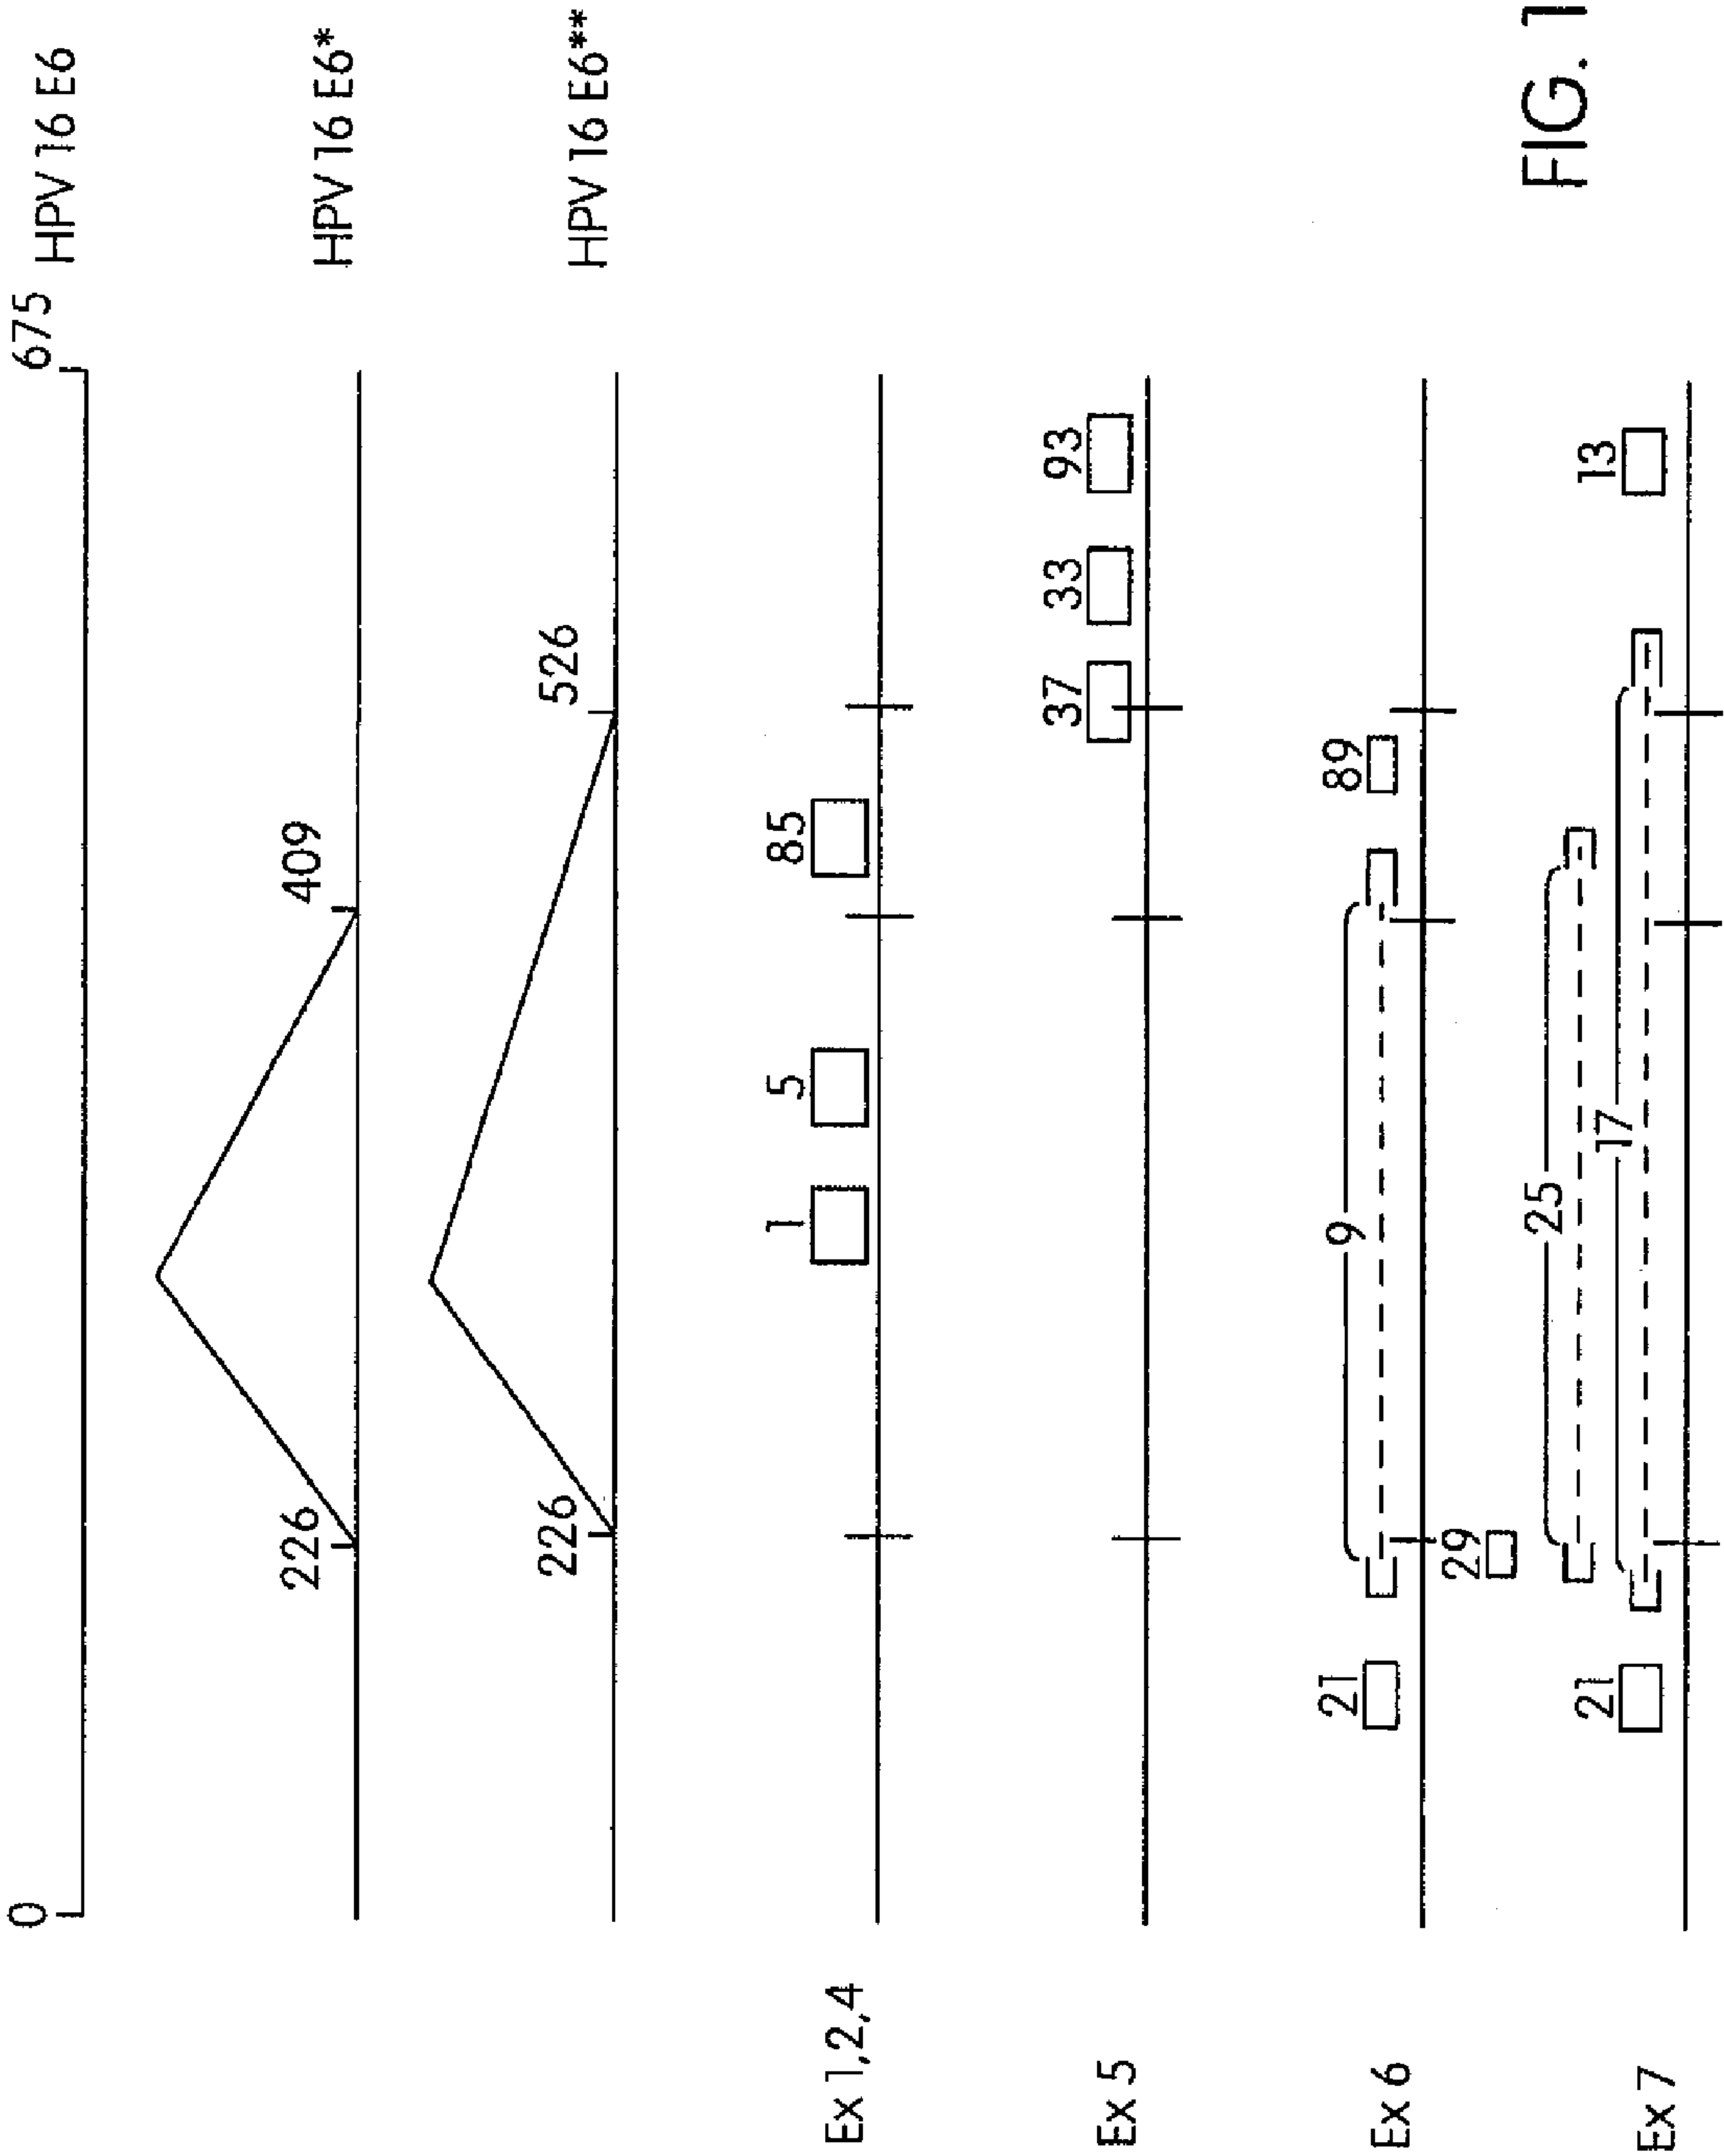 0 675
HPV 16 E6
226 409
HPV 16 E6*
226 526
HPV 16 E6**
Ex 1,2,4
1 5 85
Ex 5
37 33 93
Ex 6
21 9 89
29
Ex 7
21 25 17 13
FIG. 1